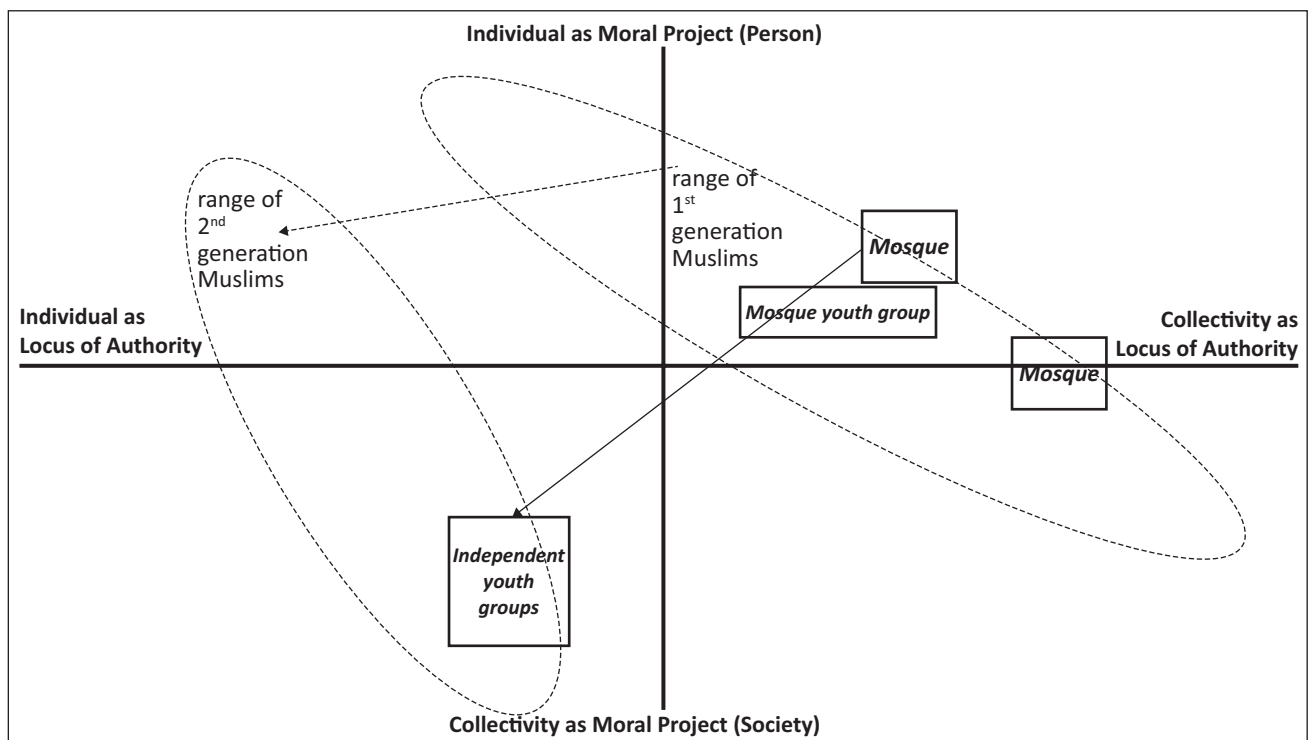 Individual as Moral Project (Person)
range of
2nd
generation
Muslims
range of
1st
generation
Muslims
Mosque
Mosque youth group
Individual as
Locus of Authority
Collectivity as
Locus of Authority
Mosque
Independent
youth
groups
Collectivity as Moral Project (Society)